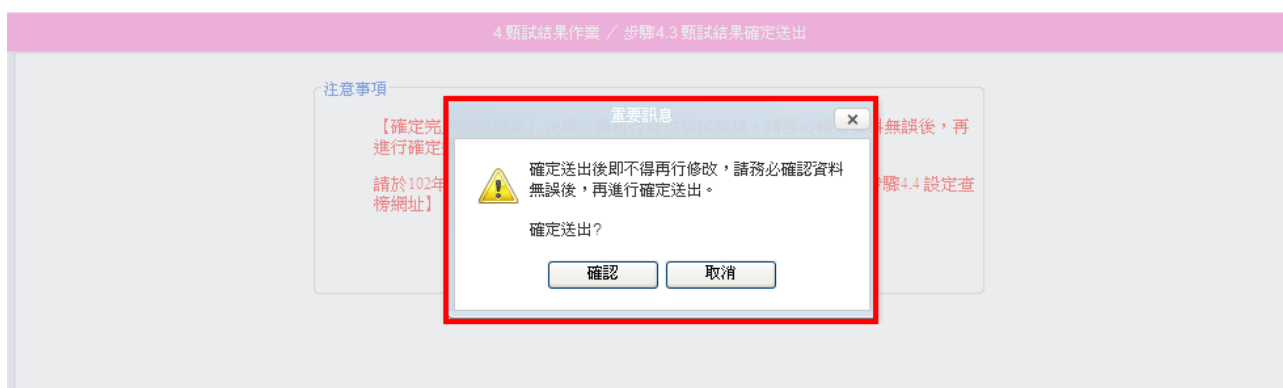 4.甄試結果作業 ／ 步驟4.3 甄試結果確定送出
注意事項
重要訊息
【確定完
料無誤後，再
進行確定
確定送出後即不得再行修改，請務必確認資料
無誤後，再進行確定送出。
請於102年
步驟4.4 設定查
榜網址】
確定送出?
確認 取消